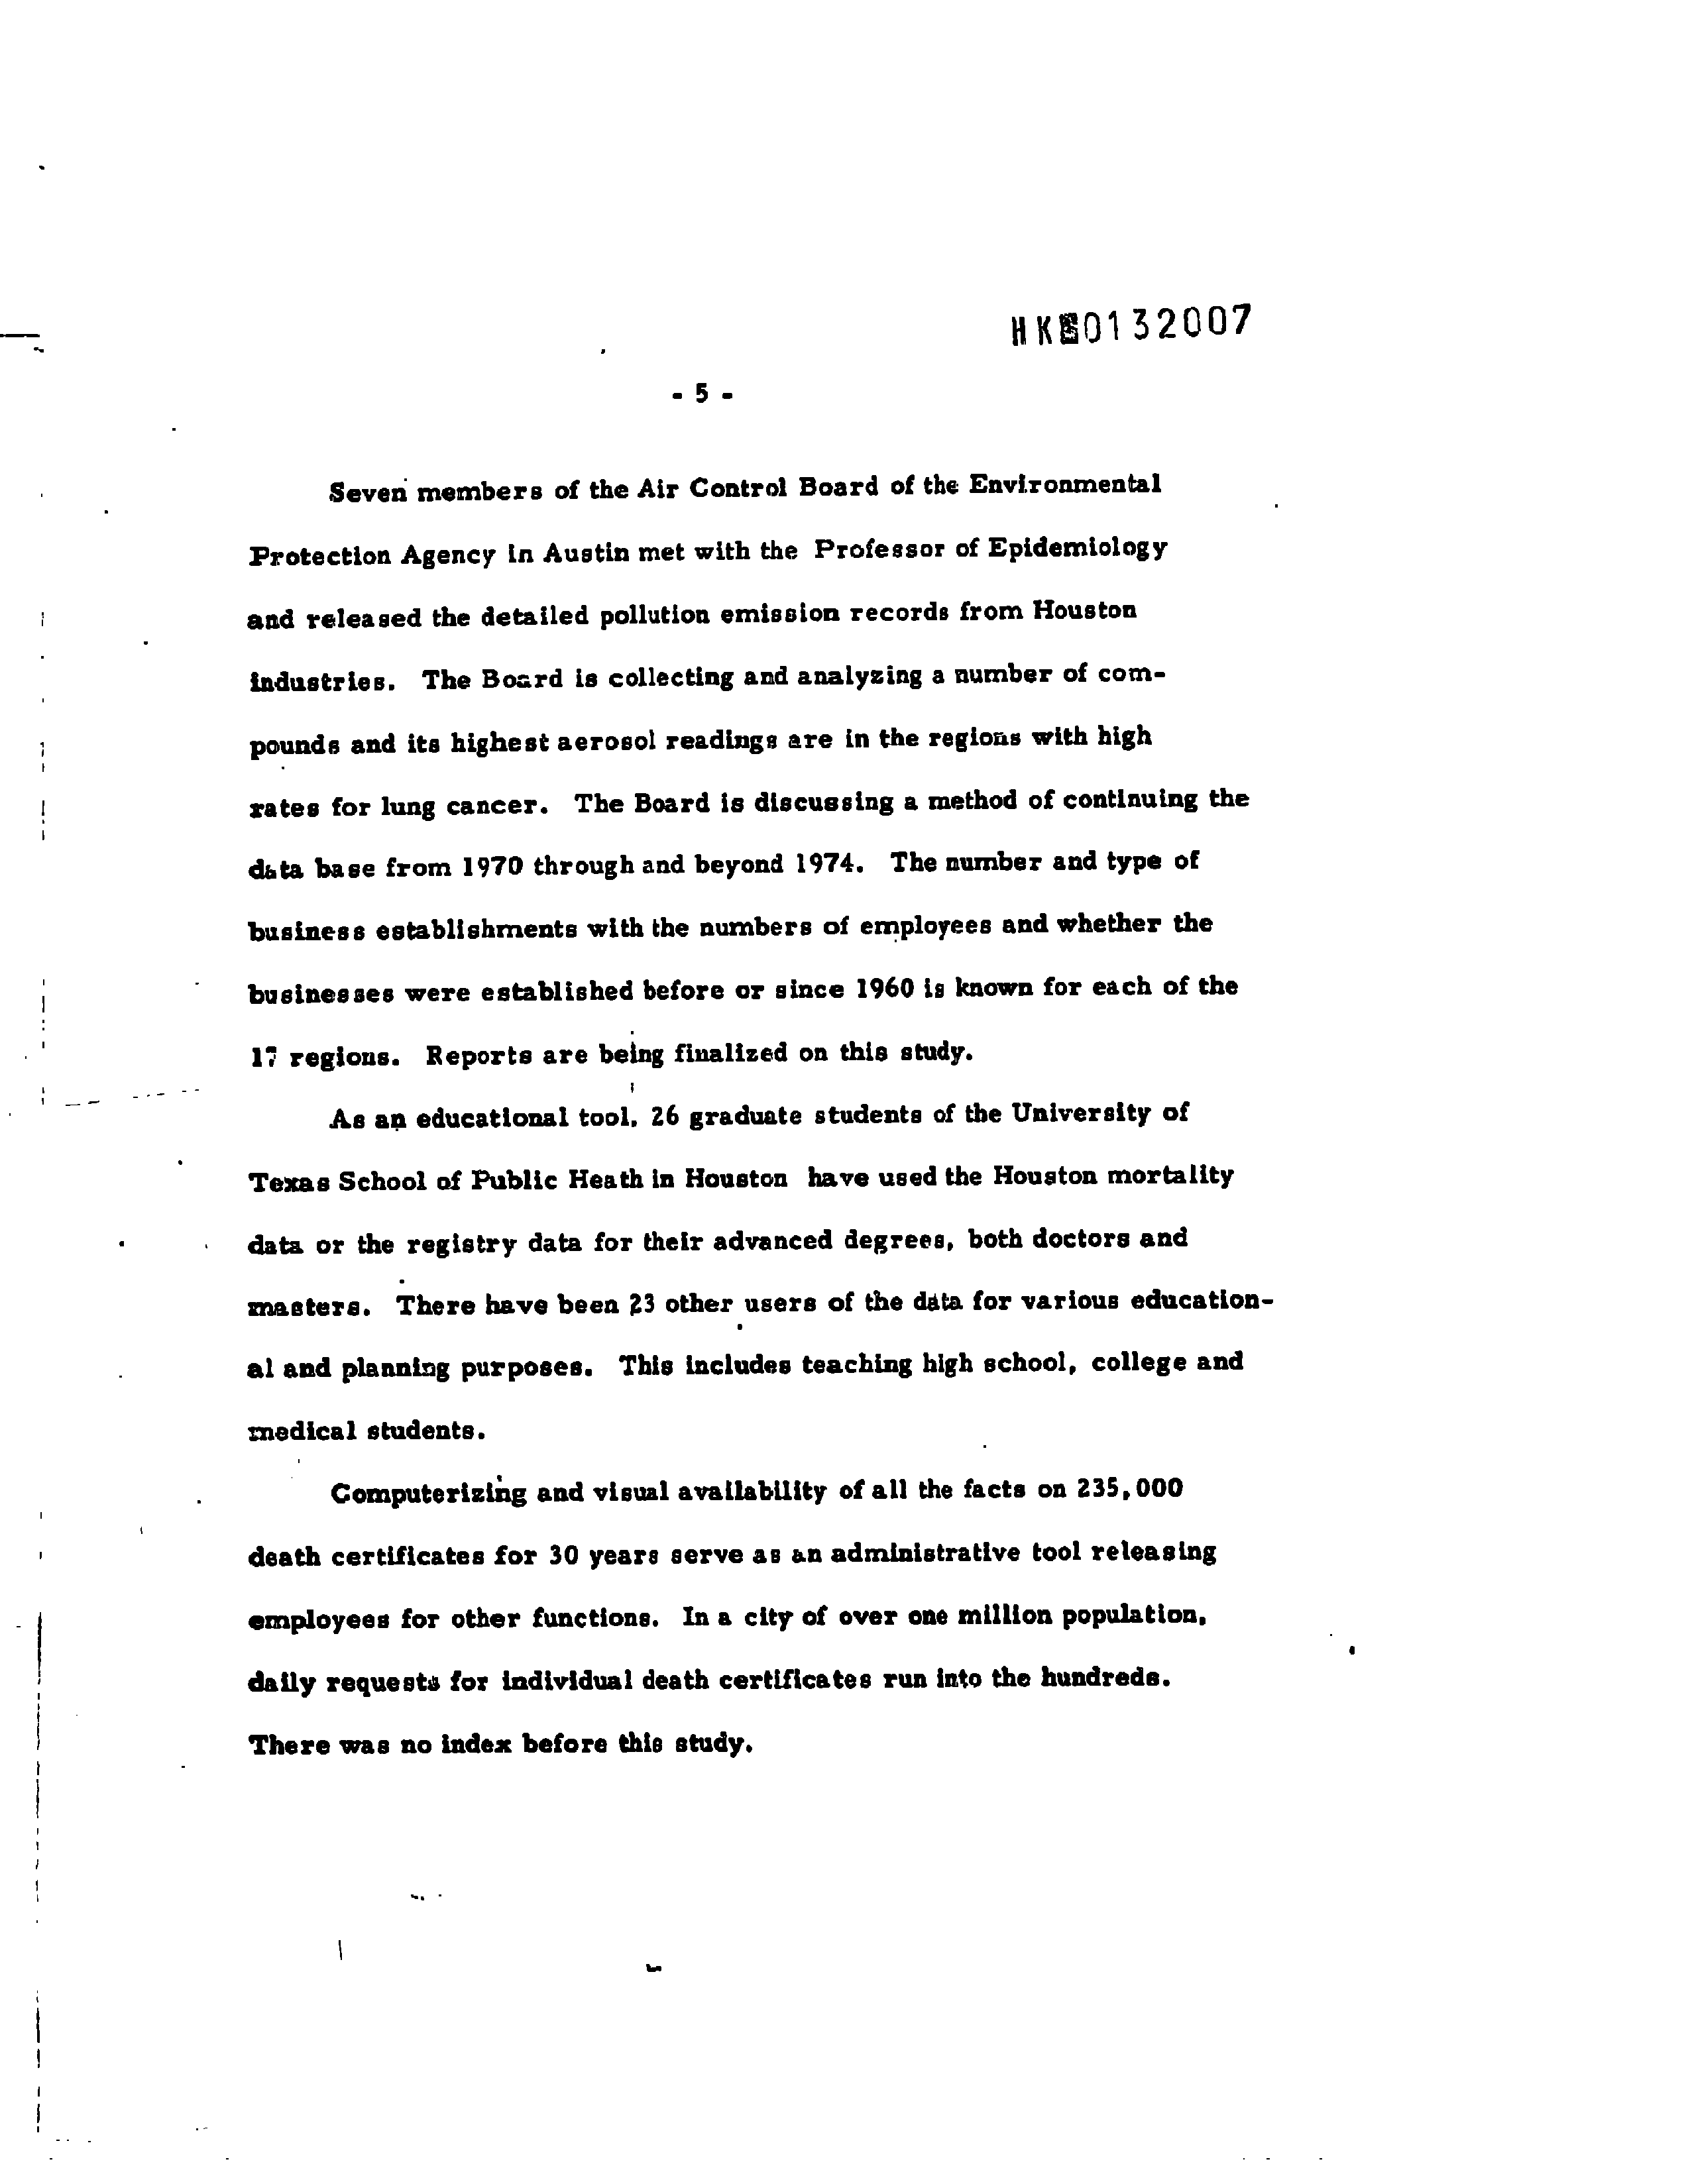 HK0132007
- 5 -
Seven members of the Air Control Board of the Environmental
Protection Agency in Austin met with the Professor of Epidemiology
and released the detailed pollution emission records from Houston
industries. The Board is collecting and analyzing a number of com-
pounds and its highest aerosol readings are in the regions with high
rates for lung cancer. The Board is discussing a method of continuing the
data base from 1970 through and beyond 1974. The number and type of
business establishments with the numbers of employees and whether the
businesses were established before or since 1960 is known for each of the
17 regions. Reports are being finalized on this study.
As an educational tool, 26 graduate students of the University of
Texas School of Public Heath in Houston have used the Houston mortality
data or the registry data for their advanced degrees, both doctors and
masters. There have been 23 other users of the data for various education-
al and planning purposes. This includes teaching high school, college and
medical students.
Computerizing and visual availability of all the facts on 235,000
death certificates for 30 years serve as an administrative tool releasing
employees for other functions. In a city of over one million population,
daily requests for individual death certificates run into the hundreds.
There was no index before this study.